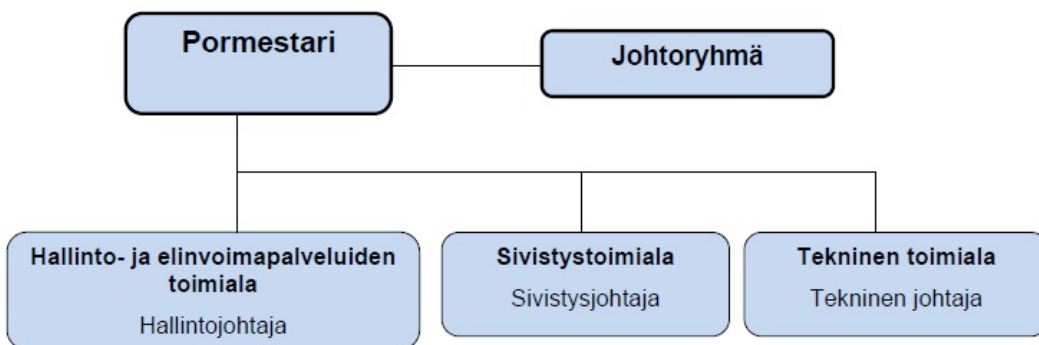 Pormestari
Johtoryhmä
Hallinto- ja elinvoimapalveluiden
toimiala
Hallintojohtaja
Sivistystoimiala
Sivistysjohtaja
Tekninen toimiala
Tekninen johtaja